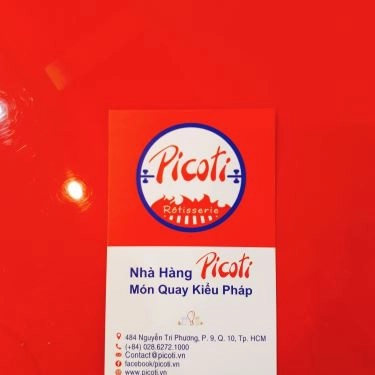 Picoti
Rôtisserie
Nhà Hàng Picoti
Món Quay Kiểu Pháp
484 Nguyễn Tri Phương, P. 9, Q. 10, Tp. HCM
(+84) 028.6272.1000
Contact@picoti.vn
facebook/picoti.vn
www.picoti.vn